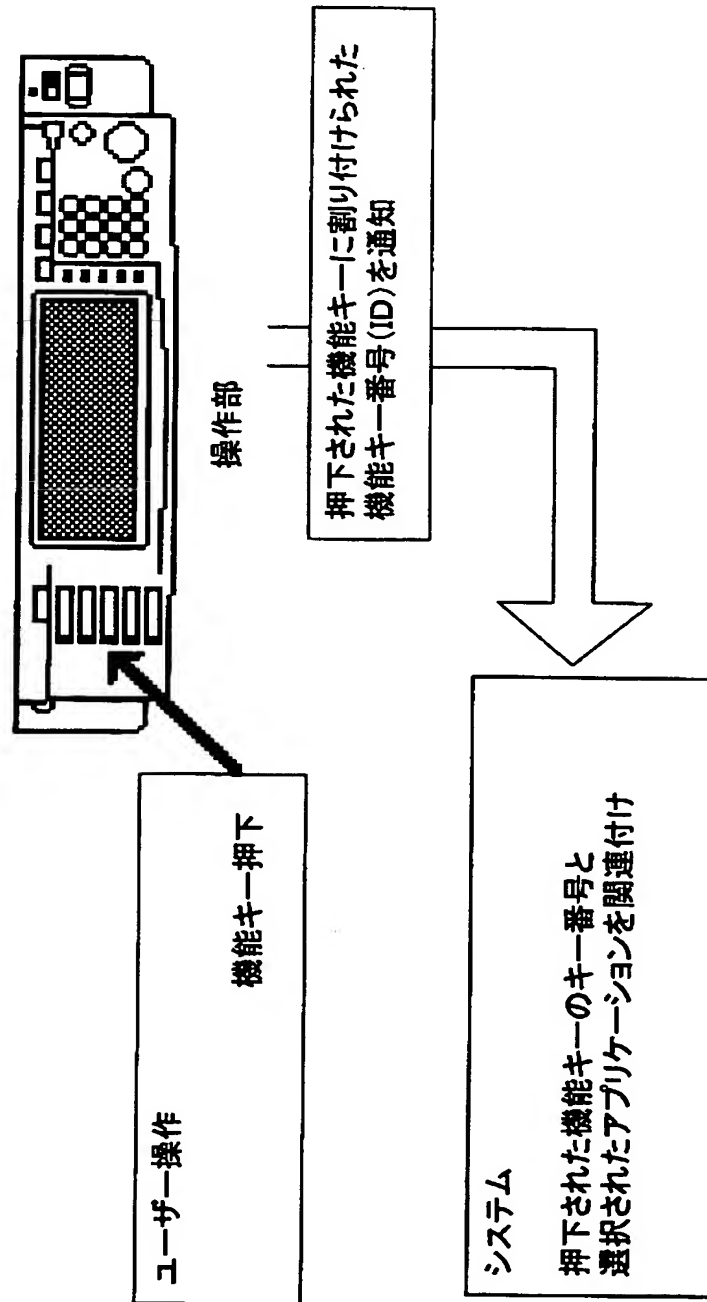 ユーザー操作
機能キー押下
操作部
押下された機能キーに割り付けられた
機能キー番号(ID)を通知
システム
押下された機能キーのキー番号と
選択されたアプリケーションを関連付け